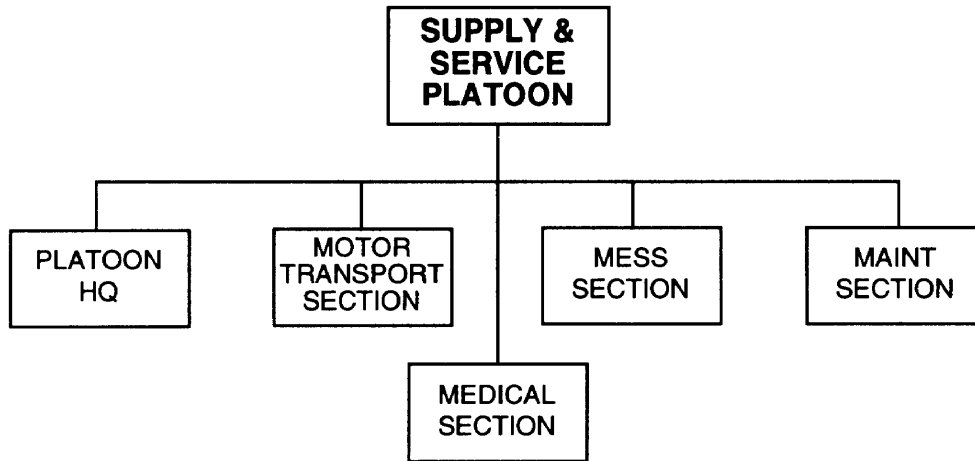 SUPPLY &
SERVICE
PLATOON
PLATOON
HQ
MOTOR
TRANSPORT
SECTION
MESS
SECTION
MAINT
SECTION
MEDICAL
SECTION